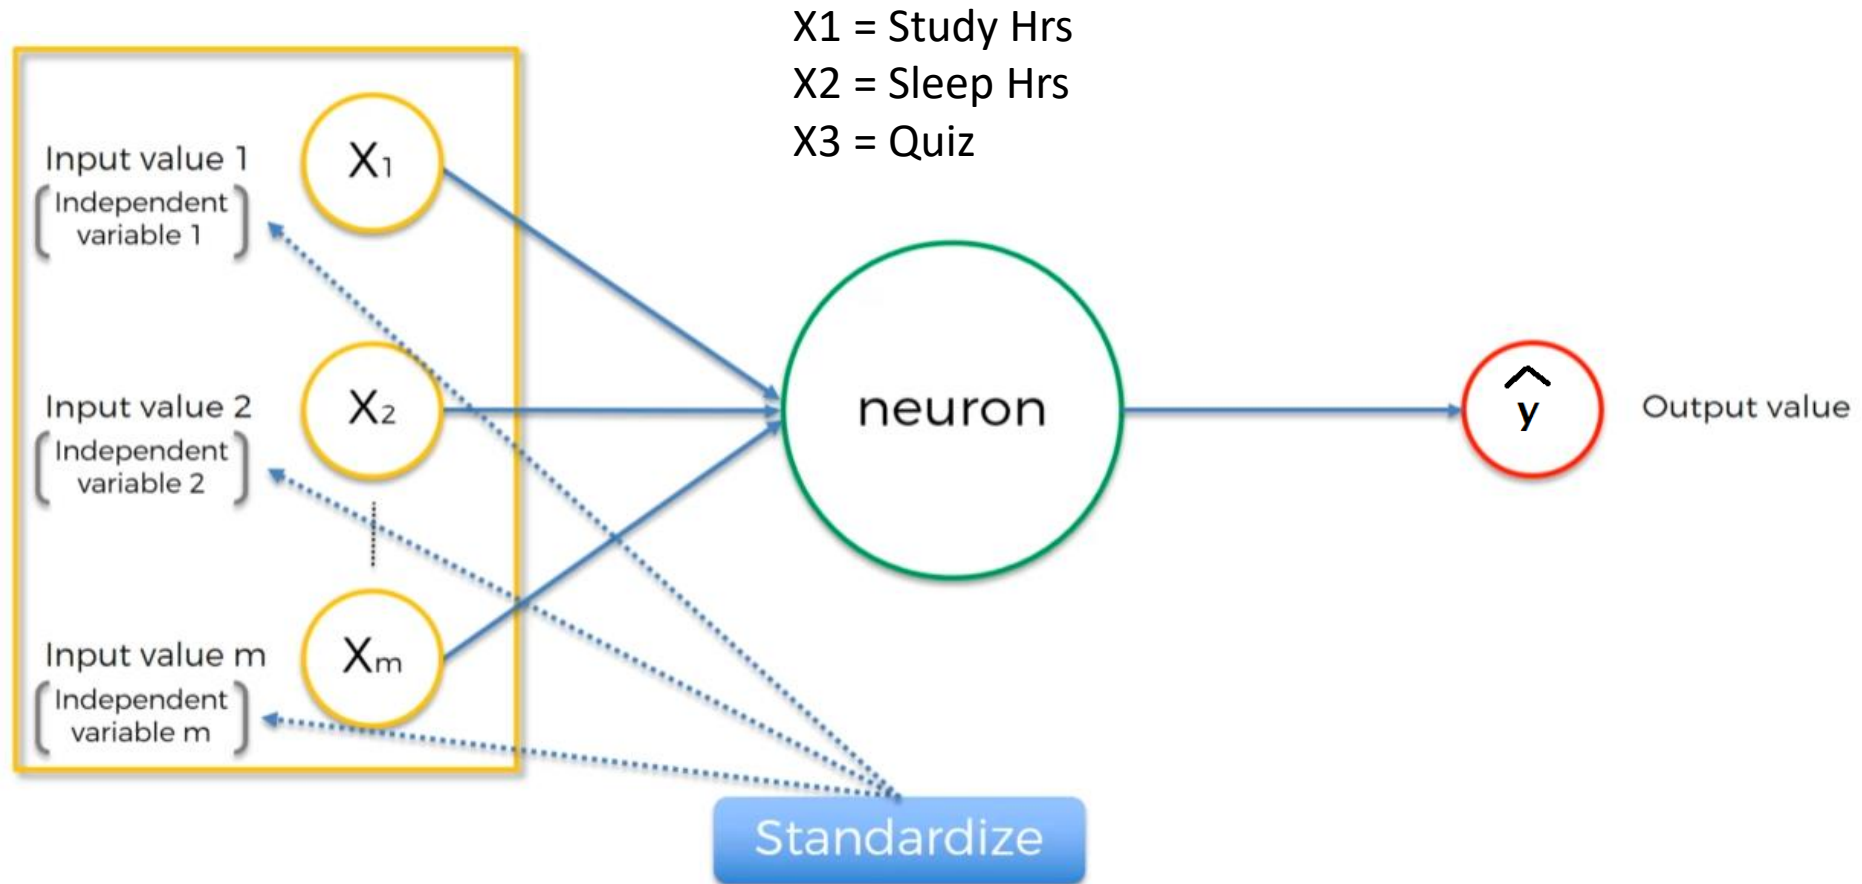 X1 = Study Hrs
X2 = Sleep Hrs
X3 = Quiz
Input value 1
Independent
variable 1
X₁
Input value 2
Independent
variable 2
X₂
Input value m
Independent
variable m
Xm
neuron
ŷ
Output value
Standardize